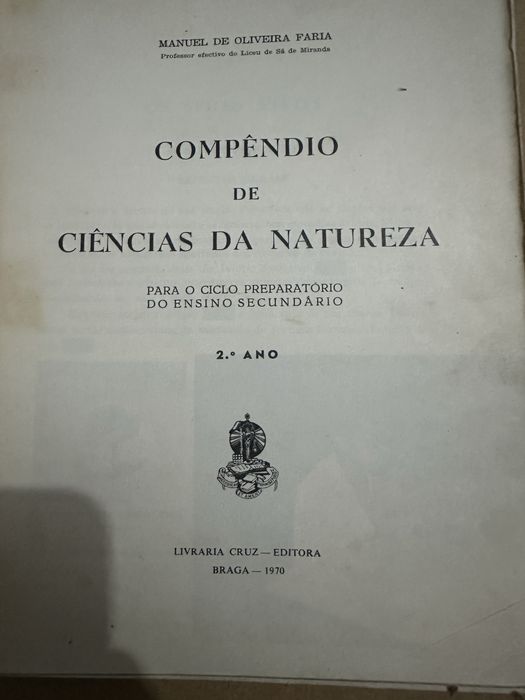 MANUEL DE OLIVEIRA FARIA
Professor efectivo do Liceu de Sá de Miranda
COMPÊNDIO
DE
CIÊNCIAS DA NATUREZA
PARA O CICLO PREPARATÓRIO
DO ENSINO SECUNDÁRIO
2.º ANO
LIVRARIA CRUZ — EDITORA
BRAGA — 1970